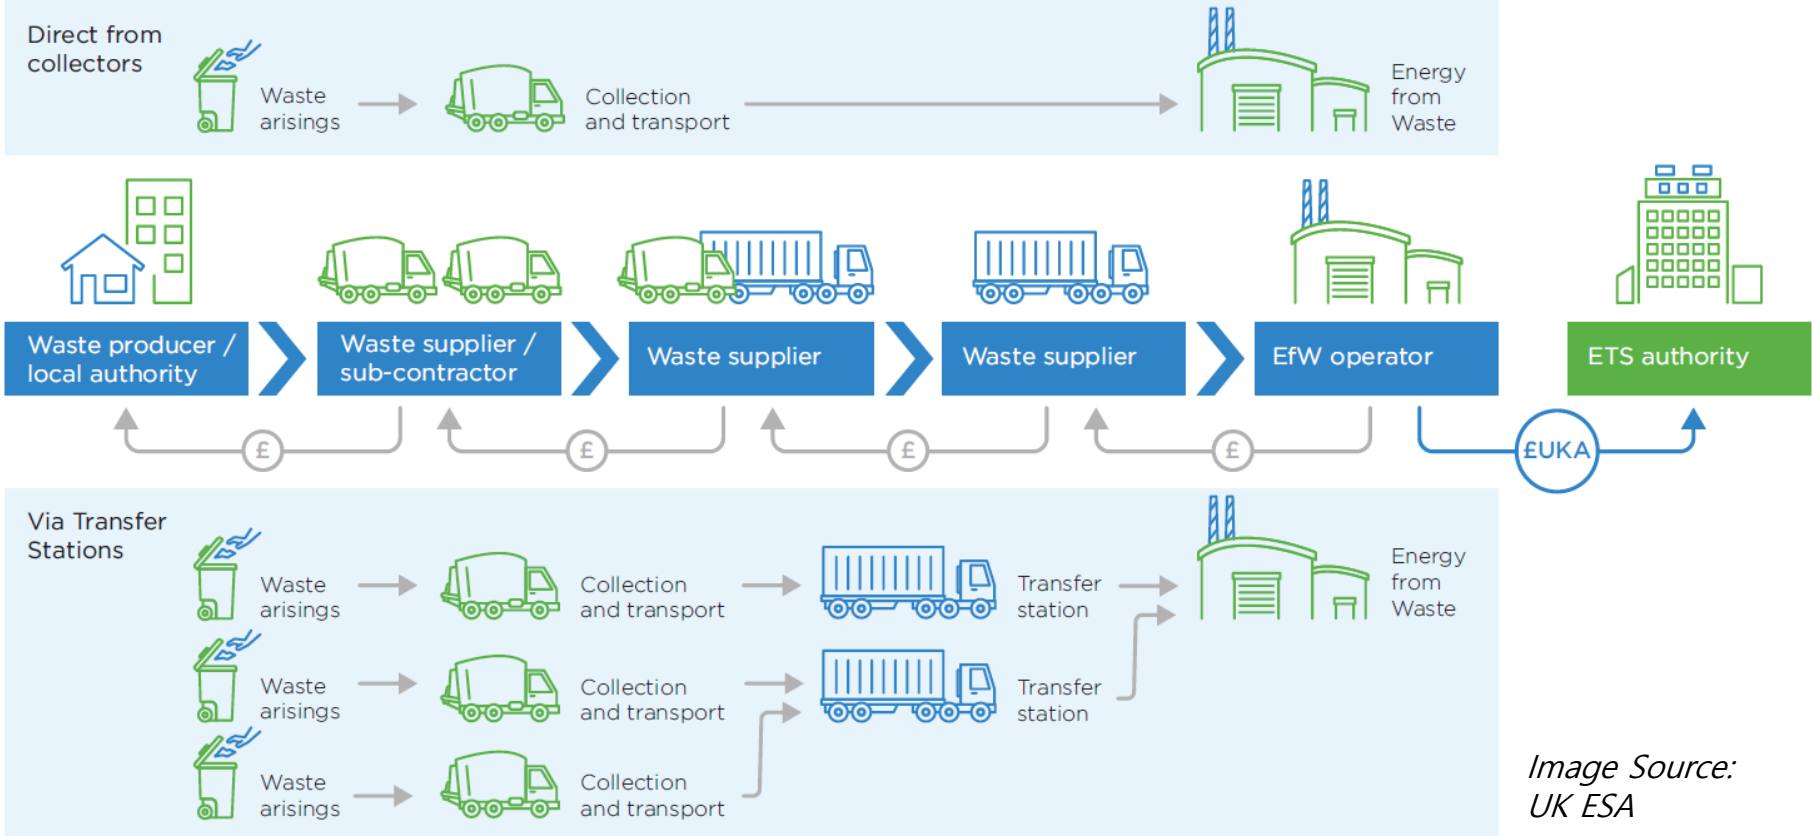 Direct from
collectors
Waste
arisings
Collection
and transport
Energy
from
Waste
Waste producer /
local authority
Waste supplier /
sub-contractor
Waste supplier
Waste supplier
EfW operator
ETS authority
£
£
£
£
£UKA
Via Transfer
Stations
Waste
arisings
Collection
and transport
Transfer
station
Energy
from
Waste
Waste
arisings
Collection
and transport
Transfer
station
Waste
arisings
Collection
and transport
Image Source:
UK ESA